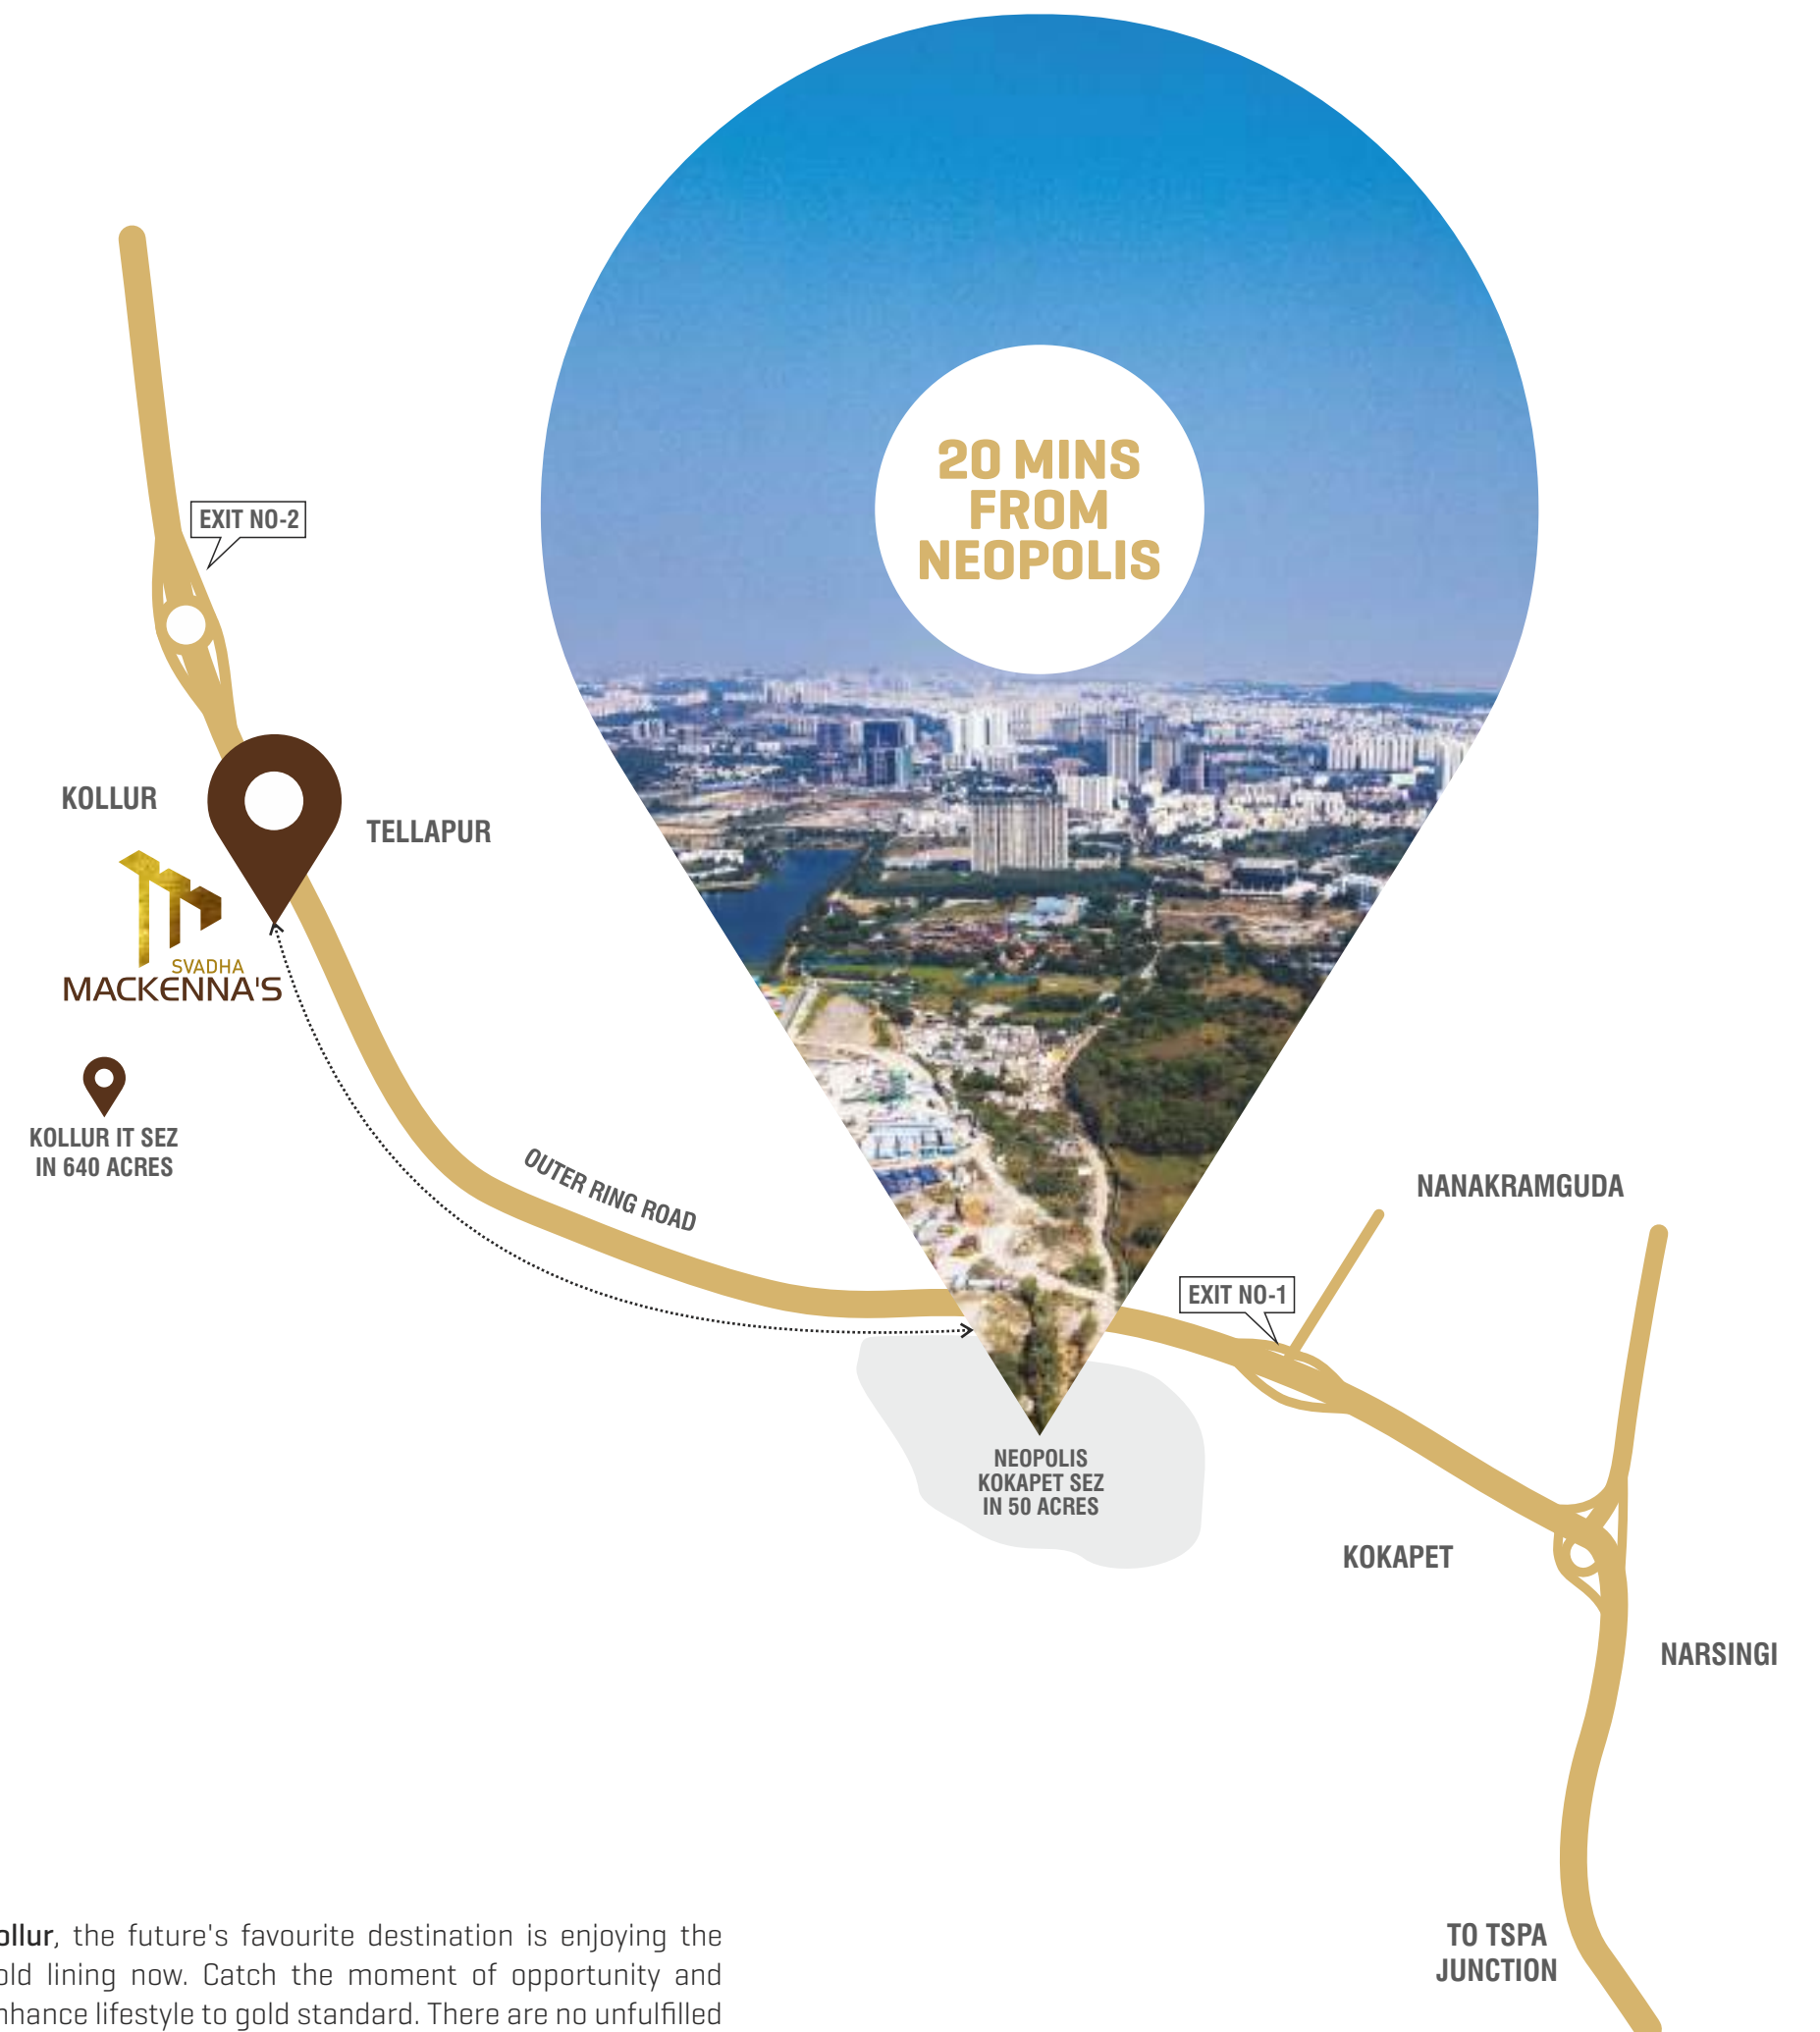 20 MINS
FROM
NEOPOLIS
EXIT NO-2
KOLLUR
TELLAPUR
SVADHA
MACKENNA'S
KOLLUR IT SEZ
IN 640 ACRES
OUTER RING ROAD
NANAKRAMGUDA
EXIT NO-1
NEOPOLIS
KOKAPET SEZ
IN 50 ACRES
KOKAPET
NARSINGI
TO TSPA
JUNCTION
ollur, the future's favourite destination is enjoying the
old lining now. Catch the moment of opportunity and
nhance lifestyle to gold standard. There are no unfulfilled